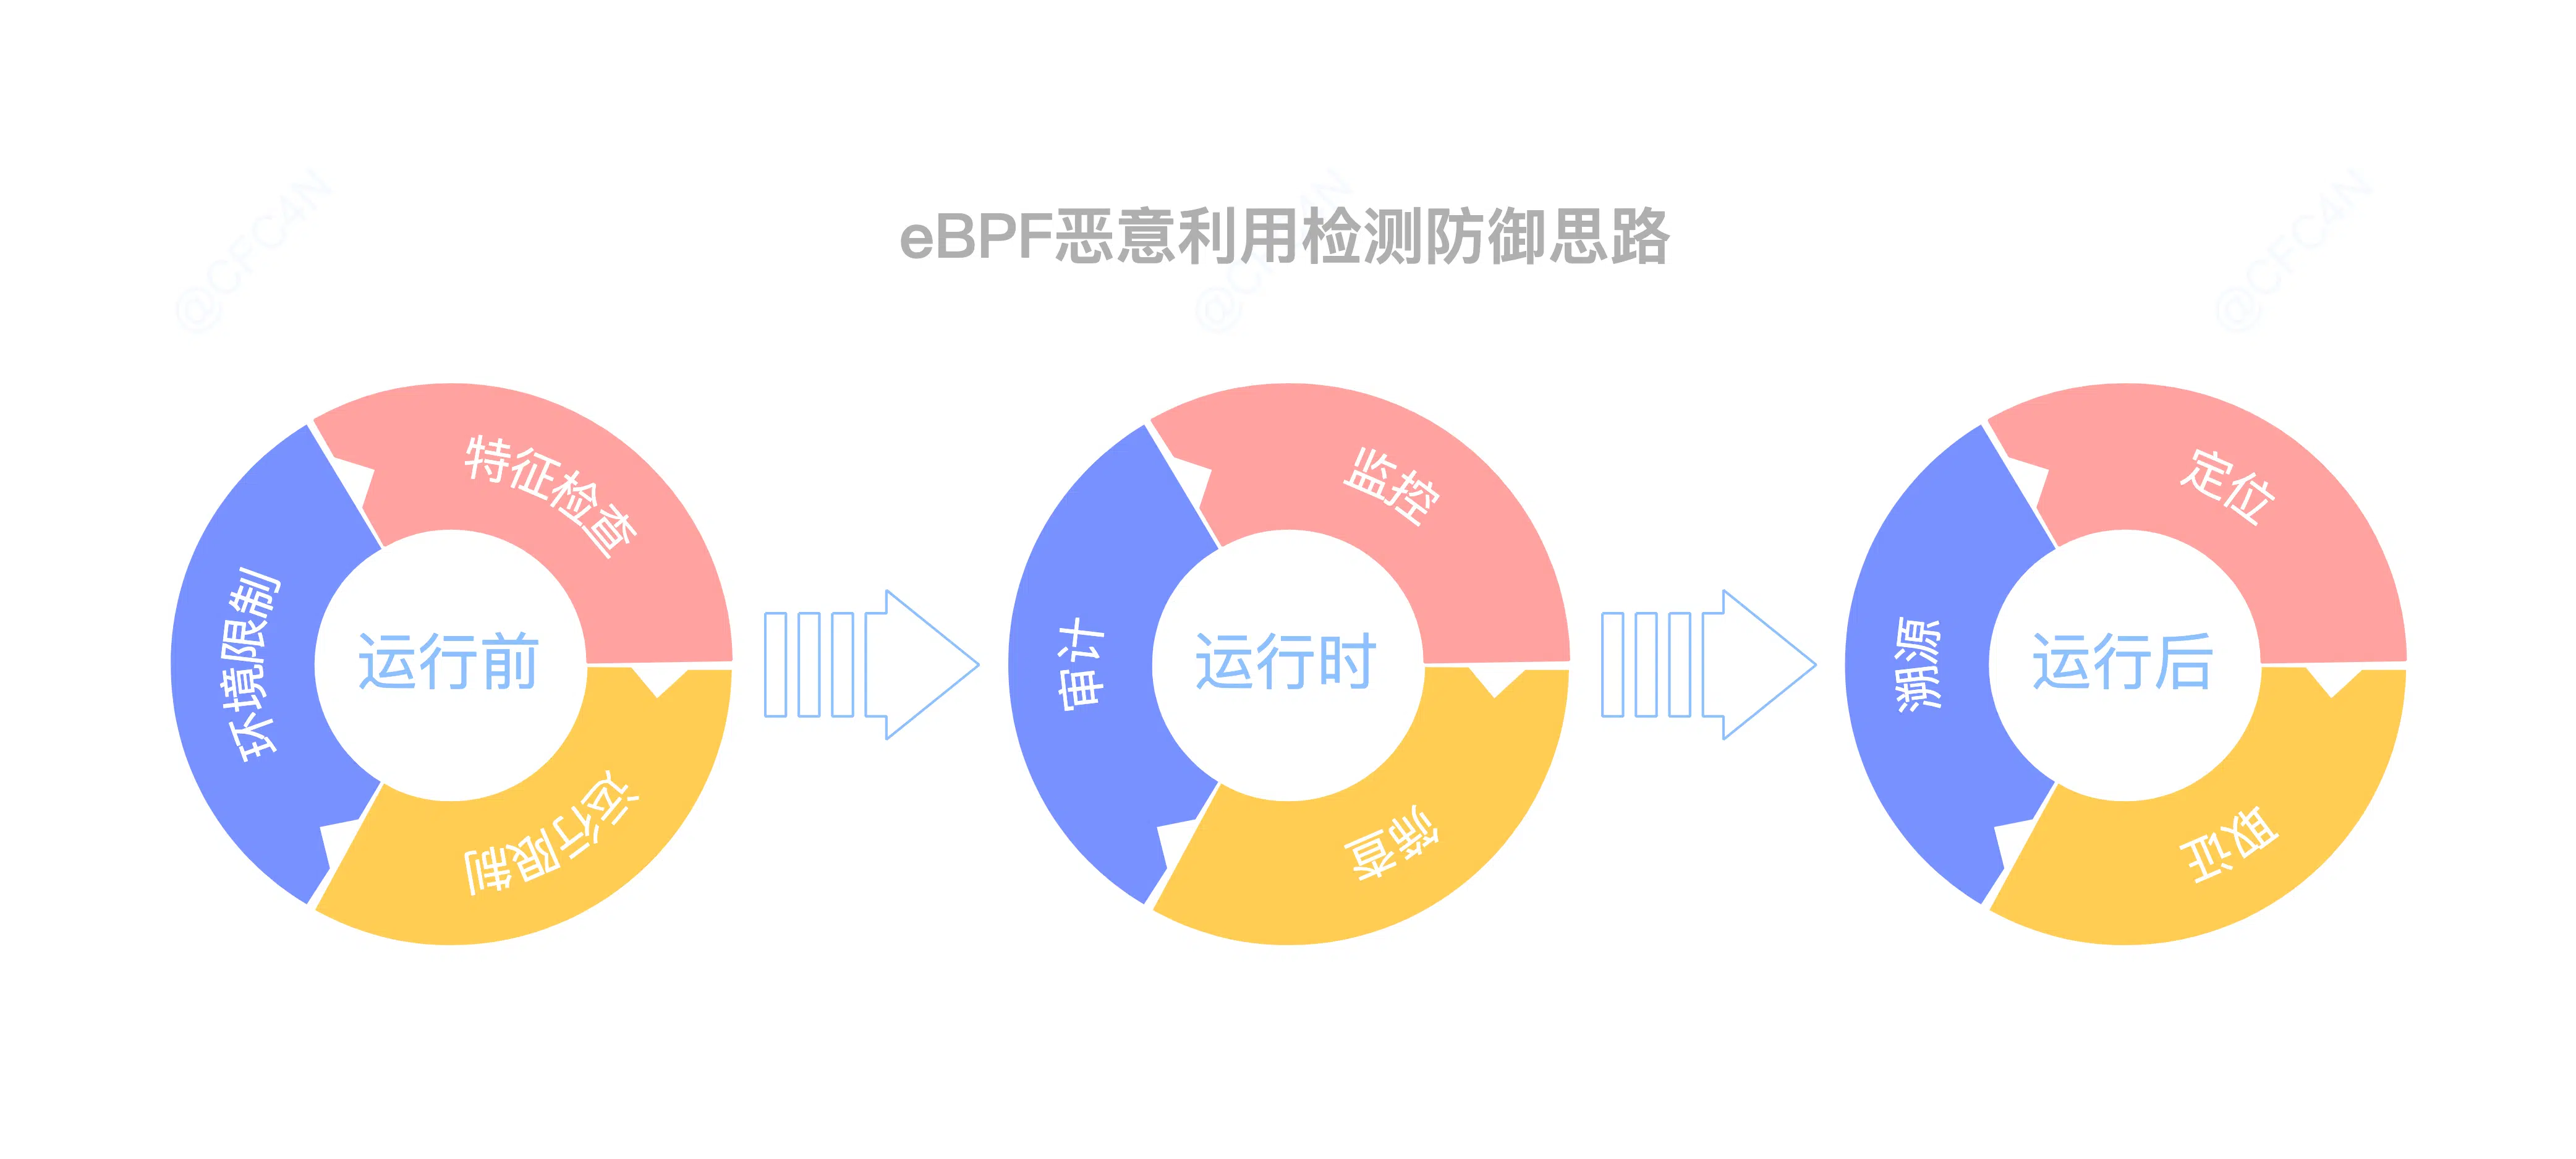 @CFC4N
@CFC4N
@CFC4N
eBPF恶意利用检测防御思路
特征检查
环境限制
运行前
运行限制
监控
审计
运行时
筛查
定位
溯源
运行后
取证